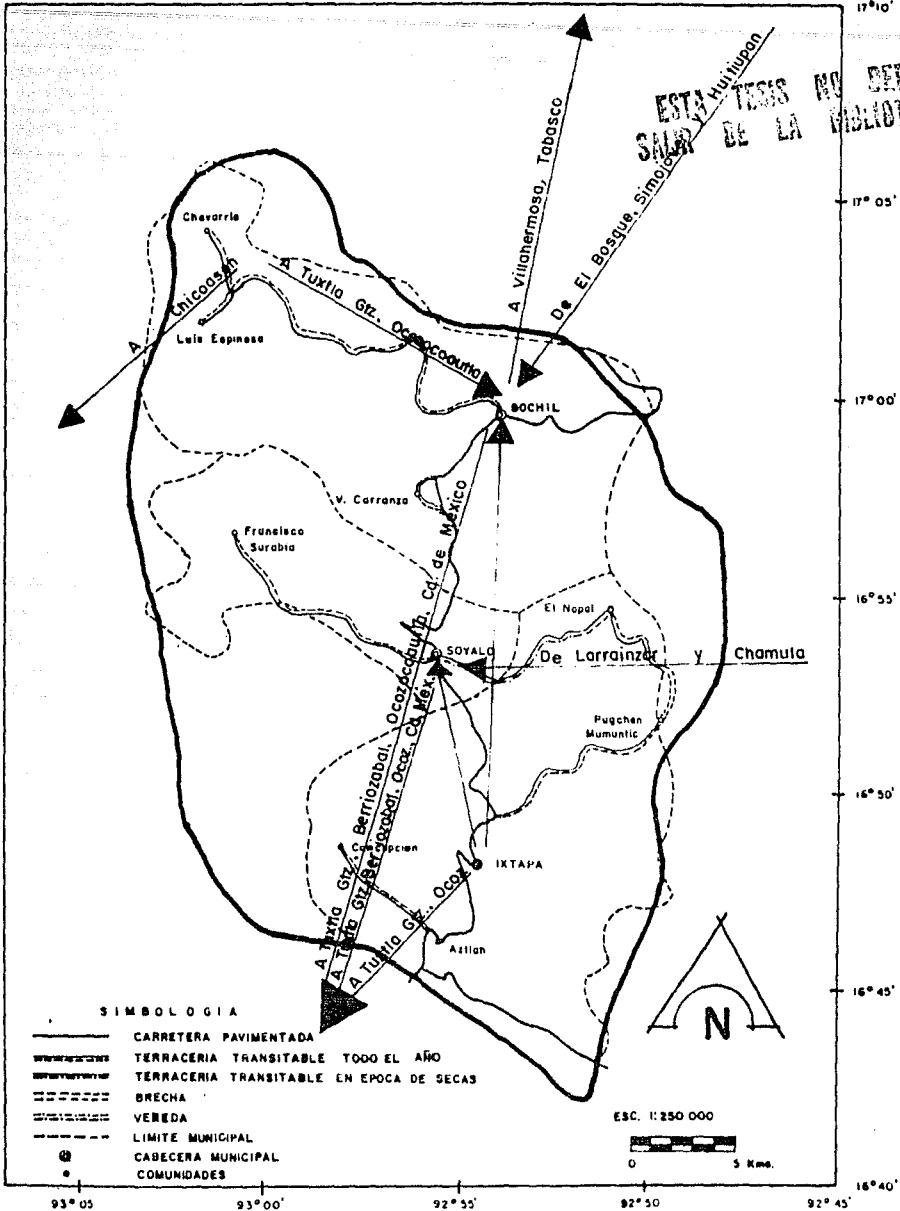 17°10'
ESTA TESIS NO
SALIR DE LA
A Villahermosa, Tabasco
De El Bosque, Simojo y Huitiupan
17°05'
Chavarria
A Chicoasen
A Tuxtla Gtz. Ocozocoautla
Luis Espinosa
17°00'
BOCHIL
V. Carranza
Francisco
Surabia
16°55'
El Nopal
SOYALO
De Larrainzar y Chamula
Pugchen
Mumuntic
A Tuxtla Gtz., Berriozabal, Ocozocoautla, Cd. de Mexico
A Tuxtla Gtz., Berriozabal, Ocoz., Cd. Mex.
16°50'
Concepcion
IXTAPA
A Tuxtla Gtz., Ocoz.
Aztlan
16°45'
N
SIMBOLOGIA
CARRETERA PAVIMENTADA
TERRACERIA TRANSITABLE TODO EL AÑO
TERRACERIA TRANSITABLE EN EPOCA DE SECAS
BRECHA
VEREDA
LIMITE MUNICIPAL
CABECERA MUNICIPAL
COMUNIDADES
ESC. 1:250 000
0 5 Kms.
16°40'
93°05' 93°00' 92°55' 92°50' 92°45'